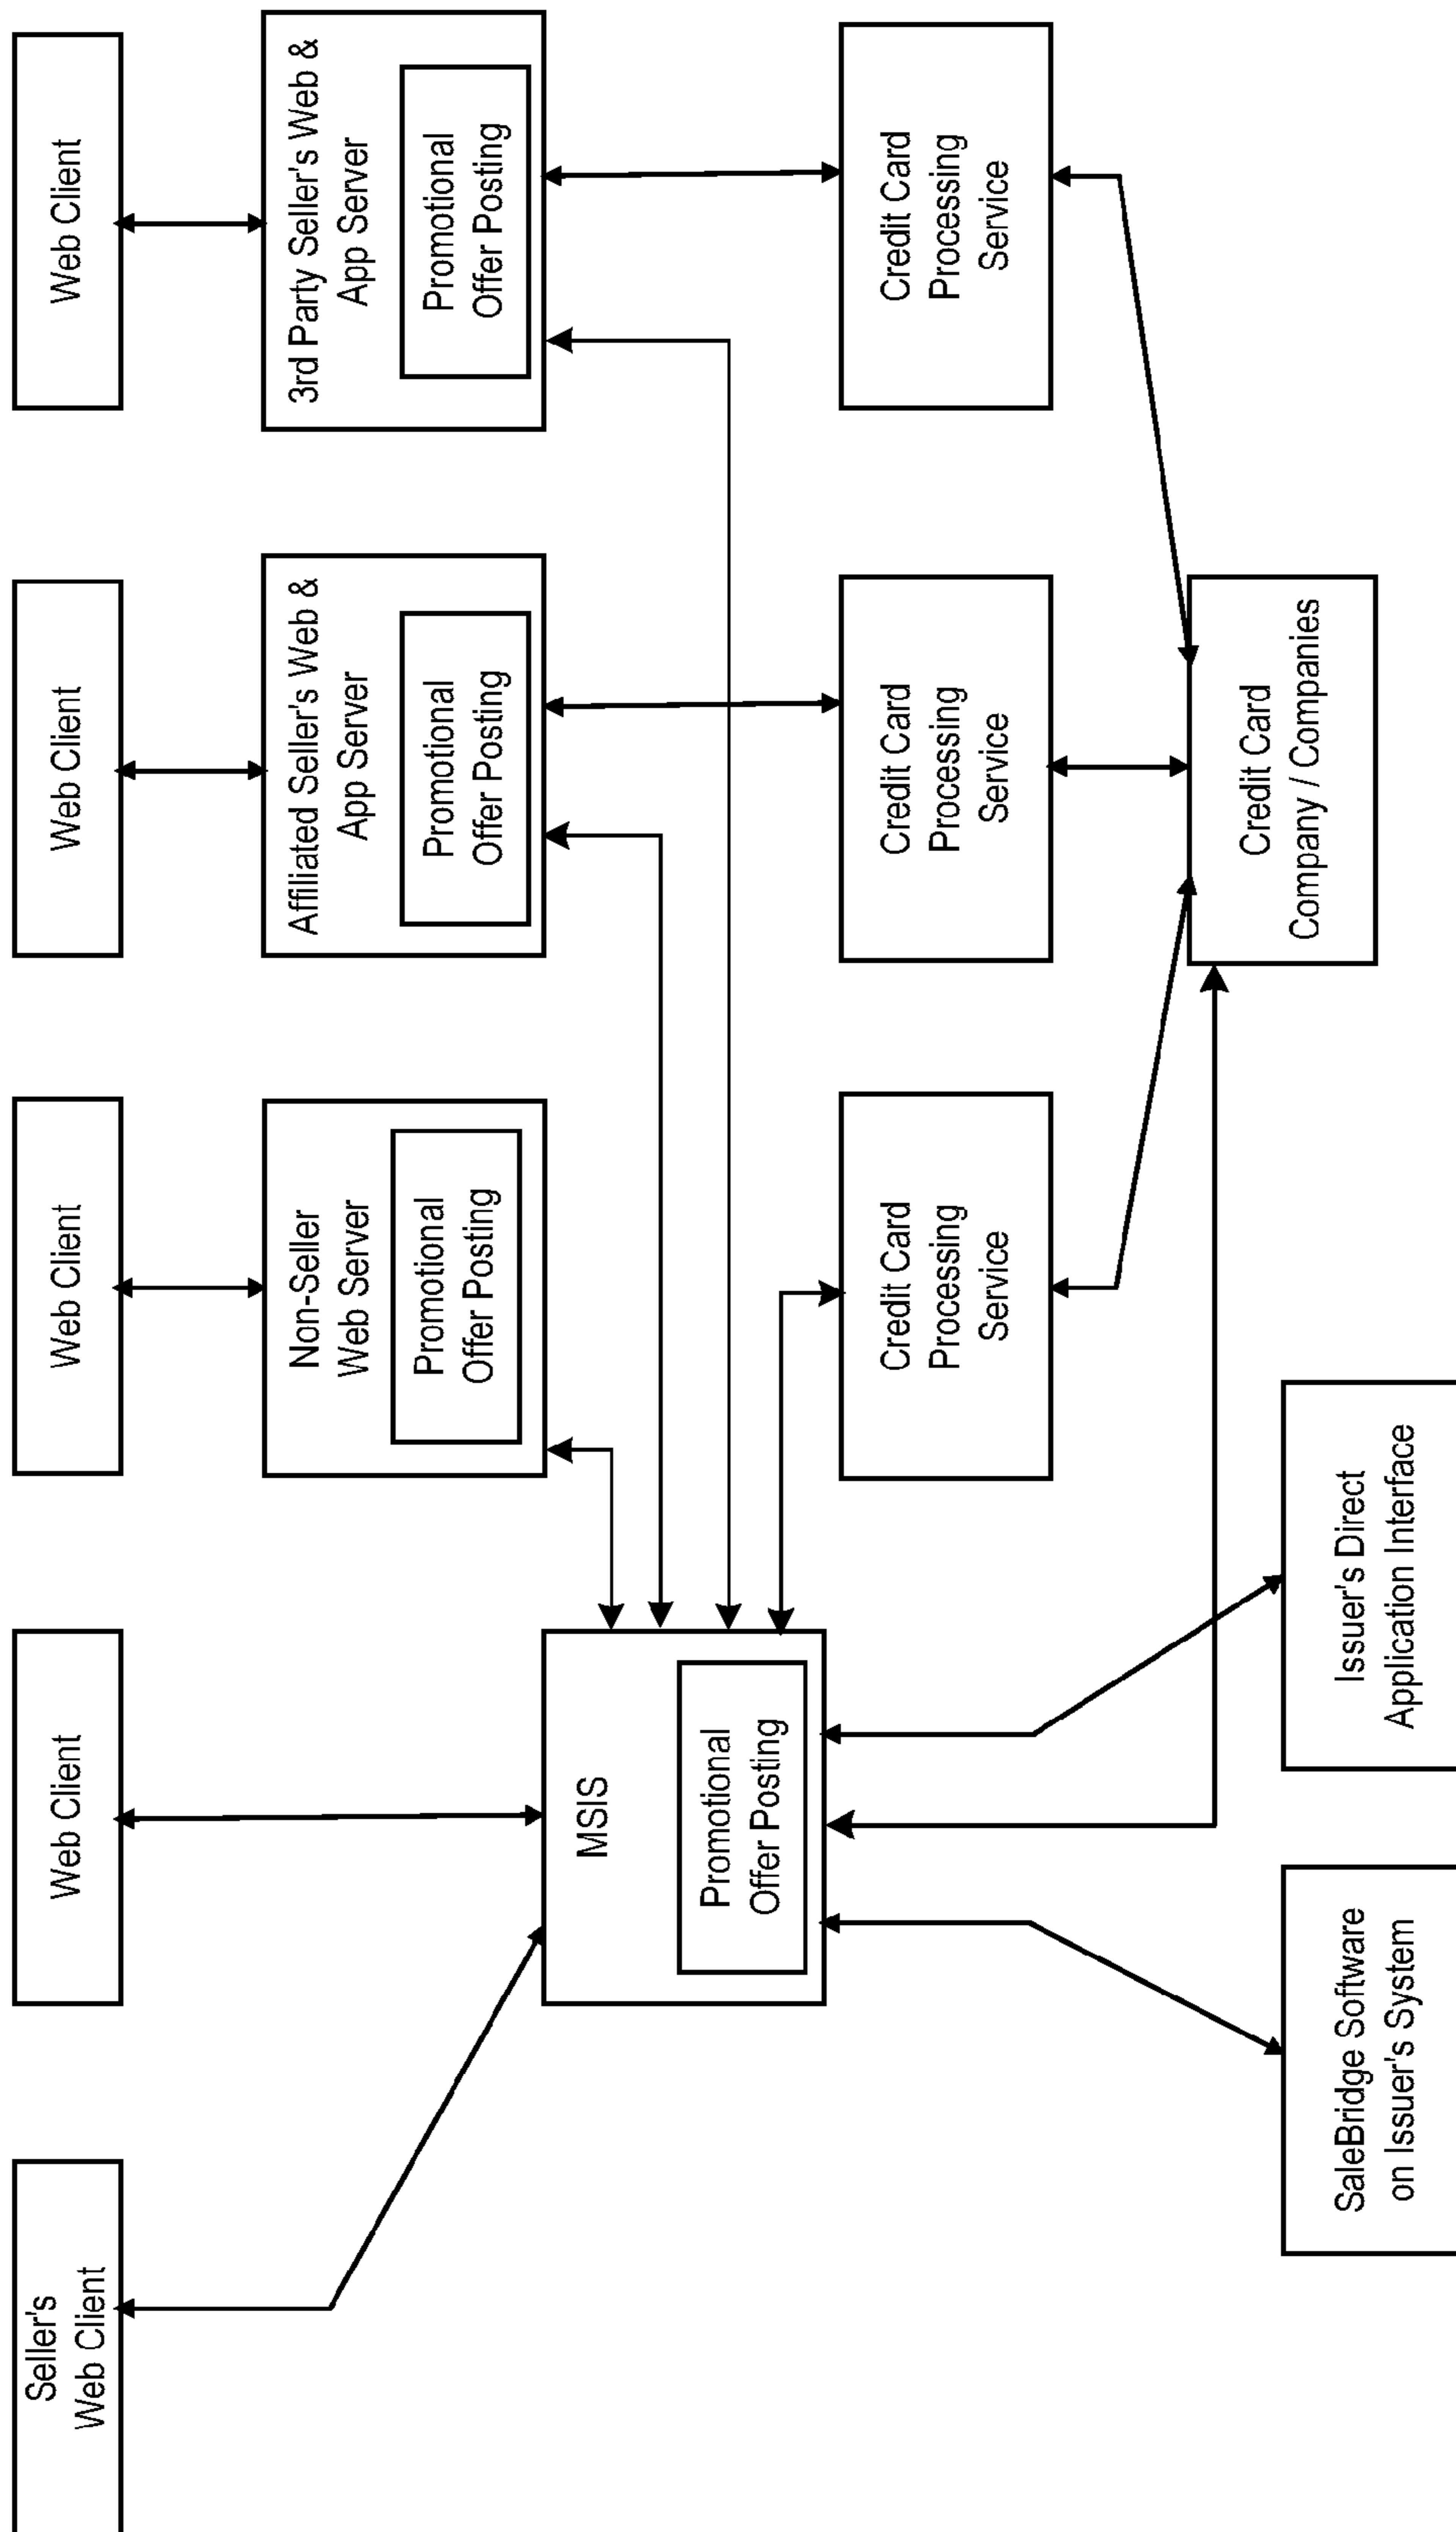 Seller's
Web Client
Web Client
Web Client
Web Client
Web Client
Non-Seller
Web Server
Promotional
Offer Posting
Affiliated Seller's Web &
App Server
Promotional
Offer Posting
3rd Party Seller's Web &
App Server
Promotional
Offer Posting
MSIS
Promotional
Offer Posting
Credit Card
Processing
Service
Credit Card
Processing
Service
Credit Card
Processing
Service
Credit Card
Company / Companies
SaleBridge Software
on Issuer's System
Issuer's Direct
Application Interface